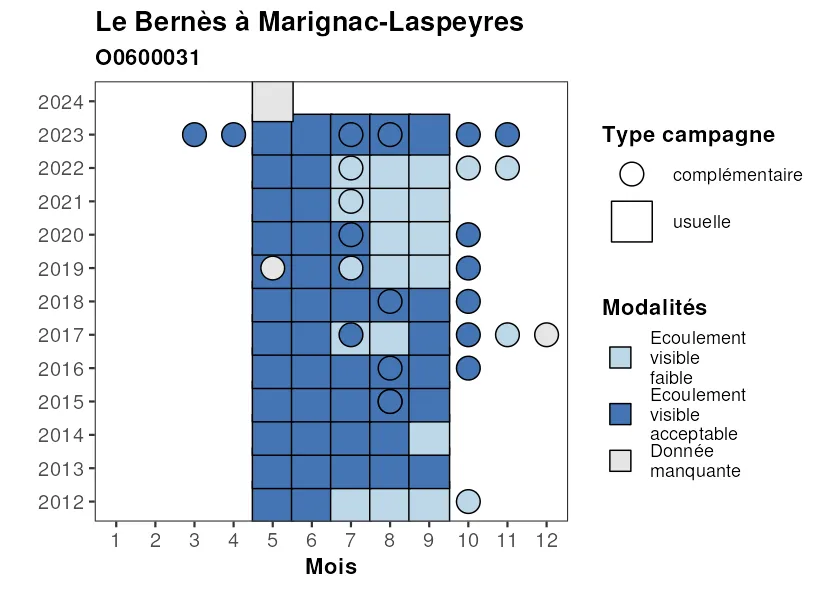 Le Bernès à Marignac-Laspeyres
O0600031
2024
2023
2022
2021
2020
2019
2018
2017
2016
2015
2014
2013
2012
1 2 3 4 5 6 7 8 9 10 11 12
Mois
Type campagne
complémentaire
usuelle
Modalités
Ecoulement
visible
faible
Ecoulement
visible
acceptable
Donnée
manquante